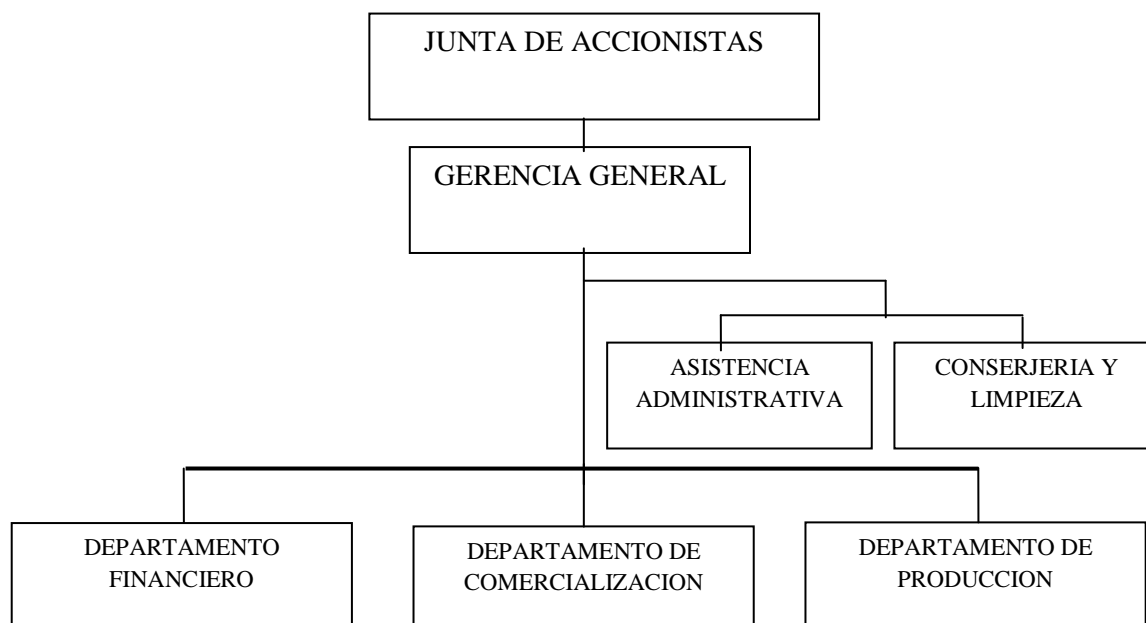 JUNTA DE ACCIONISTAS
GERENCIA GENERAL
ASISTENCIA
ADMINISTRATIVA
CONSERJERIA Y
LIMPIEZA
DEPARTAMENTO
FINANCIERO
DEPARTAMENTO DE
COMERCIALIZACION
DEPARTAMENTO DE
PRODUCCION